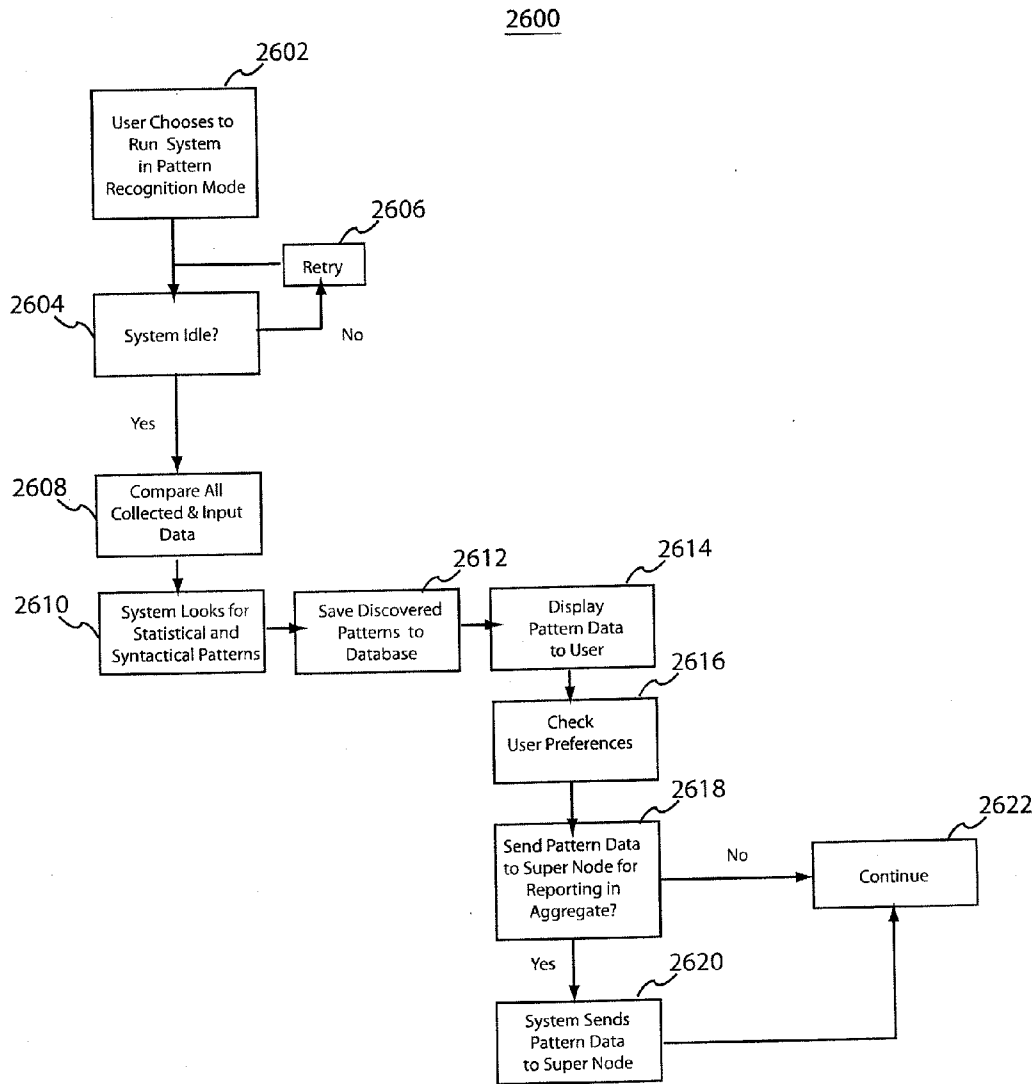 2600
2602
User Chooses to
Run System
in Pattern
Recognition Mode
2606
Retry
2604
System Idle?
No
Yes
2608
Compare All
Collected & Input
Data
2610
System Looks for
Statistical and
Syntactical Patterns
2612
Save Discovered
Patterns to
Database
2614
Display
Pattern Data
to User
2616
Check
User Preferences
2618
Send Pattern Data
to Super Node for
Reporting in
Aggregate?
No
2622
Continue
Yes
2620
System Sends
Pattern Data
to Super Node